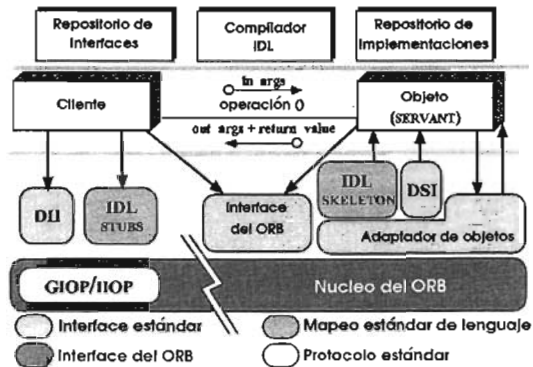 Repositorio de
Interfaces
Compilador
IDL
Repositorio de
Implementaciones
Cliente
in args
operación ()
out args + return value
Objeto
(SERVANT)
DII
IDL
STUBS
Interface
del ORB
IDL
SKELETON
DSI
Adaptador de objetos
GIOP/IIOP
Nucleo del ORB
Interface estándar
Mapeo estándar de lenguaje
Interface del ORB
Protocolo estándar